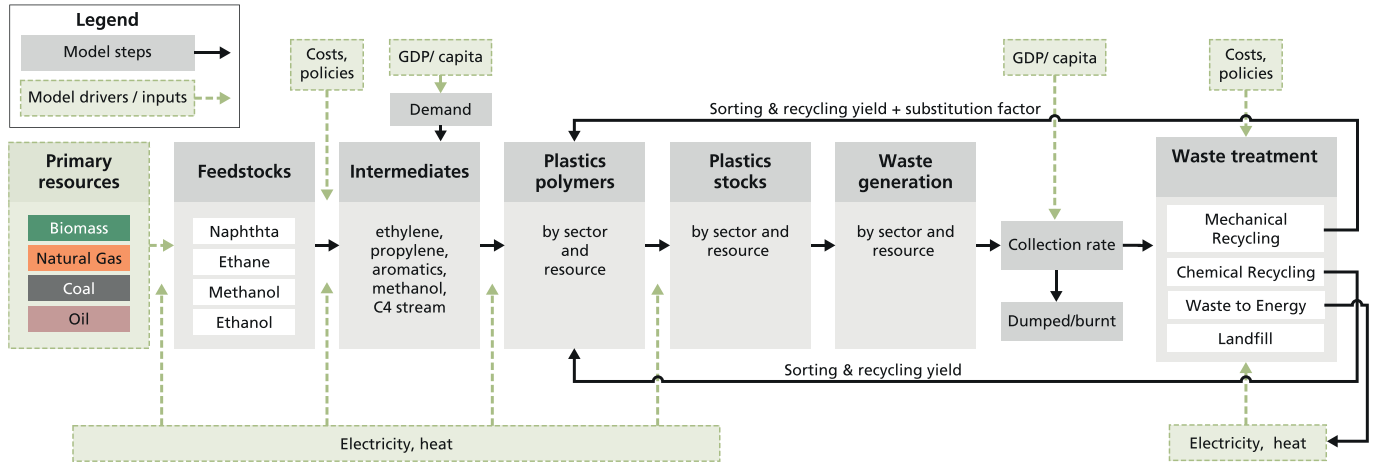 Legend
Model steps
Model drivers / inputs
Costs,
policies
GDP/ capita
Demand
GDP/ capita
Costs,
policies
Sorting & recycling yield + substitution factor
Primary
resources
Biomass
Natural Gas
Coal
Oil
Feedstocks
Naphthta
Ethane
Methanol
Ethanol
Intermediates
ethylene,
propylene,
aromatics,
methanol,
C4 stream
Plastics
polymers
by sector
and
resource
Plastics
stocks
by sector and
resource
Waste
generation
by sector and
resource
Collection rate
Dumped/burnt
Waste treatment
Mechanical
Recycling
Chemical Recycling
Waste to Energy
Landfill
Sorting & recycling yield
Electricity, heat
Electricity, heat